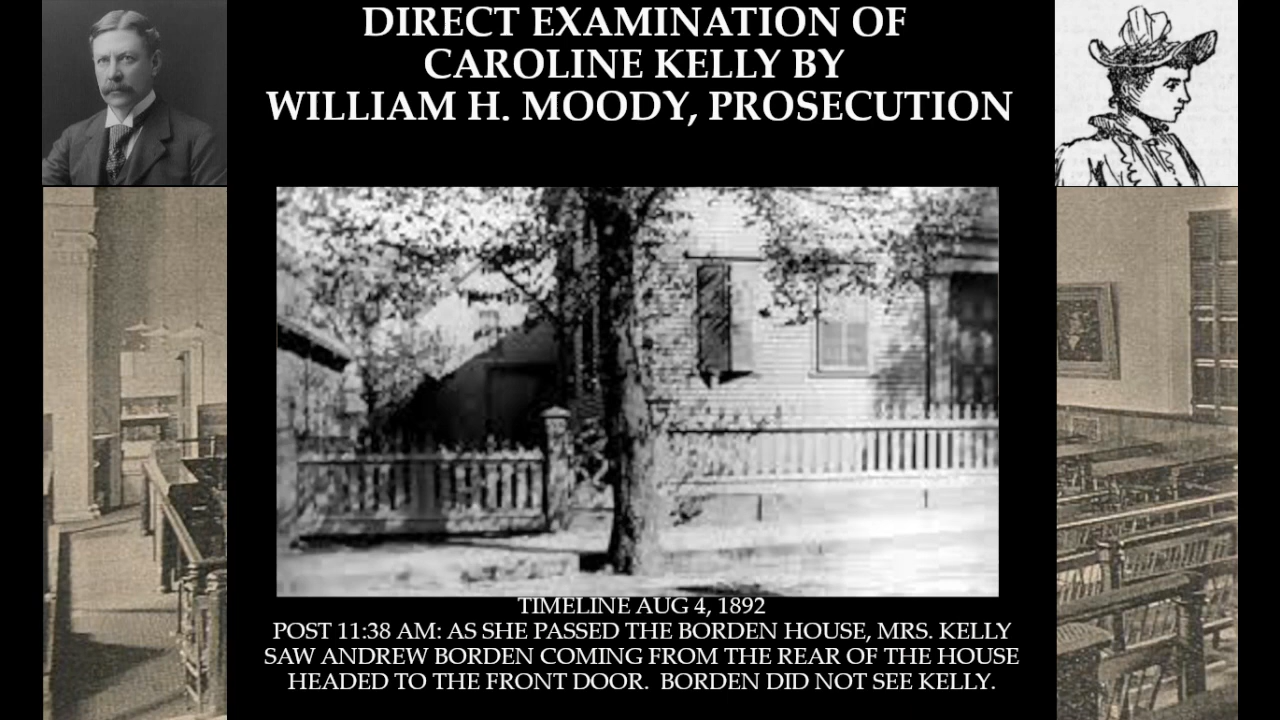 DIRECT EXAMINATION OF
CAROLINE KELLY BY
WILLIAM H. MOODY, PROSECUTION
TIMELINE AUG 4, 1892
POST 11:38 AM: AS SHE PASSED THE BORDEN HOUSE, MRS. KELLY
SAW ANDREW BORDEN COMING FROM THE REAR OF THE HOUSE
HEADED TO THE FRONT DOOR.  BORDEN DID NOT SEE KELLY.